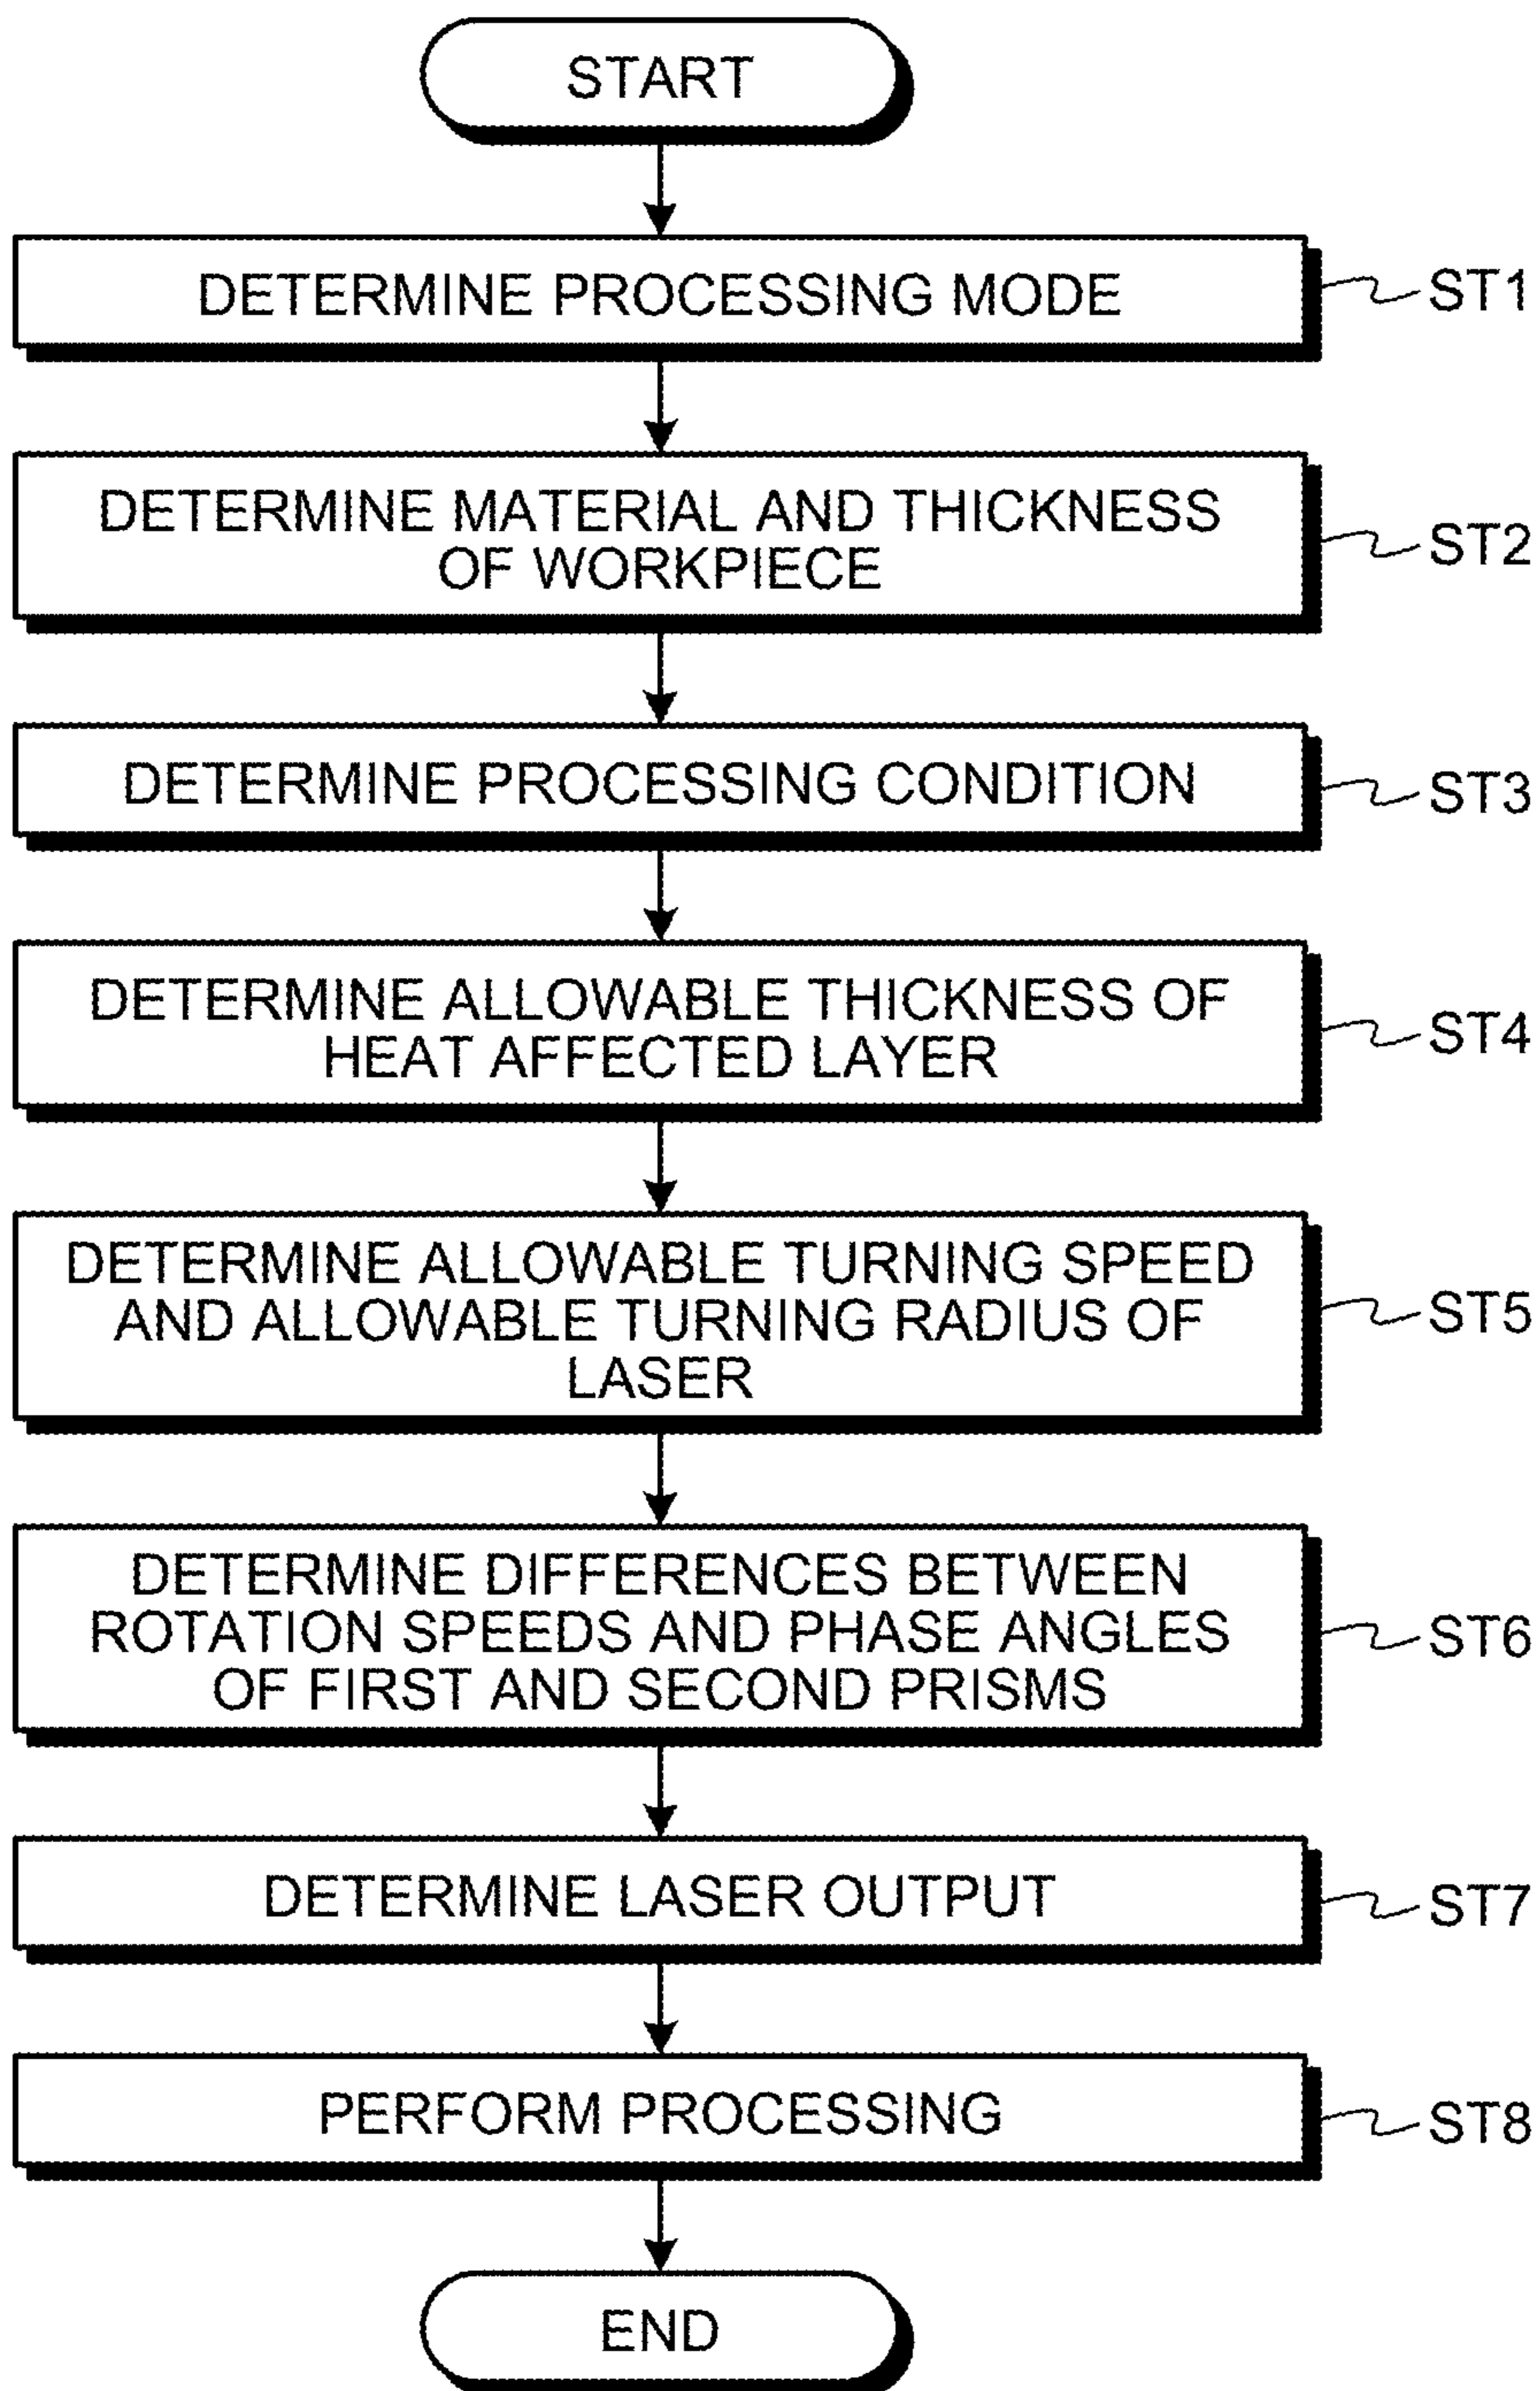 START
DETERMINE PROCESSING MODE
ST1
DETERMINE MATERIAL AND THICKNESS
OF WORKPIECE
ST2
DETERMINE PROCESSING CONDITION
ST3
DETERMINE ALLOWABLE THICKNESS OF
HEAT AFFECTED LAYER
ST4
DETERMINE ALLOWABLE TURNING SPEED
AND ALLOWABLE TURNING RADIUS OF
LASER
ST5
DETERMINE DIFFERENCES BETWEEN
ROTATION SPEEDS AND PHASE ANGLES
OF FIRST AND SECOND PRISMS
ST6
DETERMINE LASER OUTPUT
ST7
PERFORM PROCESSING
ST8
END